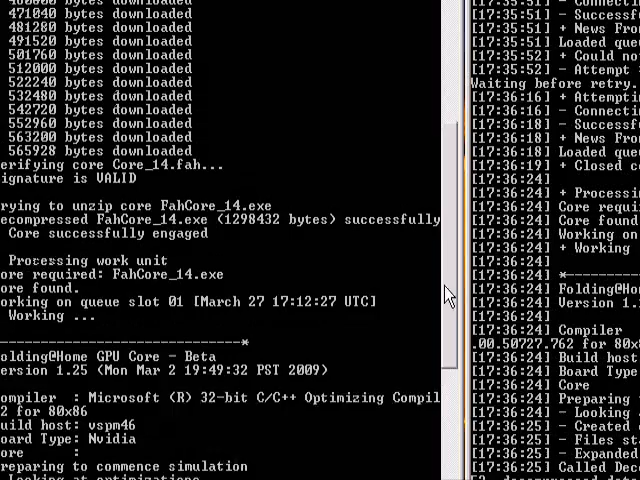 460800 bytes downloaded
471040 bytes downloaded
481280 bytes downloaded
491520 bytes downloaded
501760 bytes downloaded
512000 bytes downloaded
522240 bytes downloaded
532480 bytes downloaded
542720 bytes downloaded
552960 bytes downloaded
563200 bytes downloaded
565928 bytes downloaded
erifying core Core_14.fah...
ignature is VALID
rying to unzip core FahCore_14.exe
ecompressed FahCore_14.exe (1298432 bytes) successfully
Core successfully engaged
Processing work unit
ore required: FahCore_14.exe
ore found.
orking on queue slot 01 [March 27 17:12:27 UTC]
Working ...
------------------------------*
olding@Home GPU Core - Beta
ersion 1.25 (Mon Mar 2 19:49:32 PST 2009)
ompiler : Microsoft (R) 32-bit C/C++ Optimizing Compil
2 for 80x86
uild host: vspm46
oard Type: Nvidia
ore :
reparing to commence simulation
Looking at optimizations
[17:35:51] - Connectio
[17:35:51] - Successf
[17:35:51] + News Fro
[17:35:51] Loaded que
[17:35:52] + Could no
[17:35:52] - Attempt
Waiting before retry.
[17:36:16] + Attempti
[17:36:16] - Connecti
[17:36:18] - Successf
[17:36:18] + News Fro
[17:36:18] Loaded que
[17:36:19] + Closed c
[17:36:24]
[17:36:24] + Processin
[17:36:24] Core requi
[17:36:24] Core found
[17:36:24] Working on
[17:36:24] + Working
[17:36:24]
[17:36:24] *-------
[17:36:24] Folding@Ho
[17:36:24] Version 1.
[17:36:24]
[17:36:24] Compiler
.00.50727.762 for 80x8
[17:36:24] Build host
[17:36:24] Board Type
[17:36:24] Core
[17:36:24] Preparing
[17:36:24] - Looking
[17:36:25] - Created
[17:36:25] - Files st
[17:36:25] - Expanded
[17:36:25] Called Dec